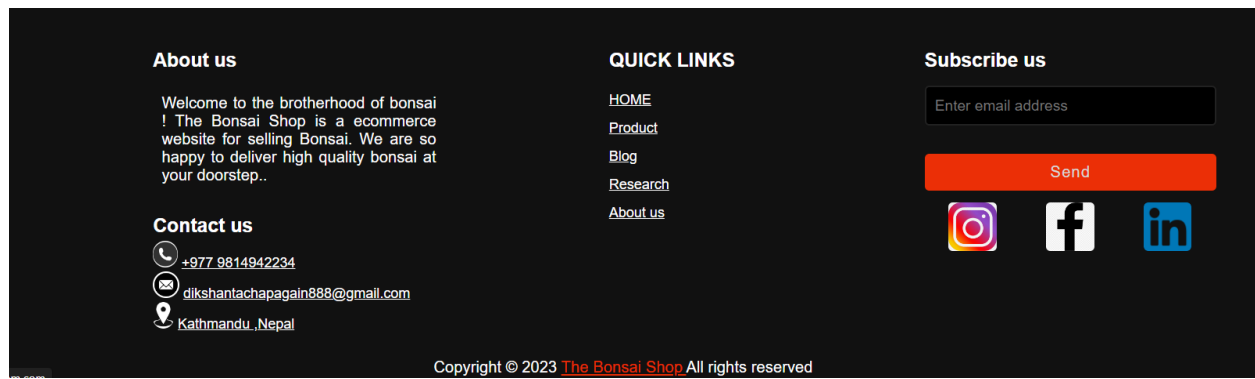 About us
Welcome to the brotherhood of bonsai
! The Bonsai Shop is a ecommerce
website for selling Bonsai. We are so
happy to deliver high quality bonsai at
your doorstep..
Contact us
+977 9814942234
dikshantachapagain888@gmail.com
Kathmandu ,Nepal
QUICK LINKS
HOME
Product
Blog
Research
About us
Subscribe us
Enter email address
Send
in
Copyright © 2023 The Bonsai Shop All rights reserved